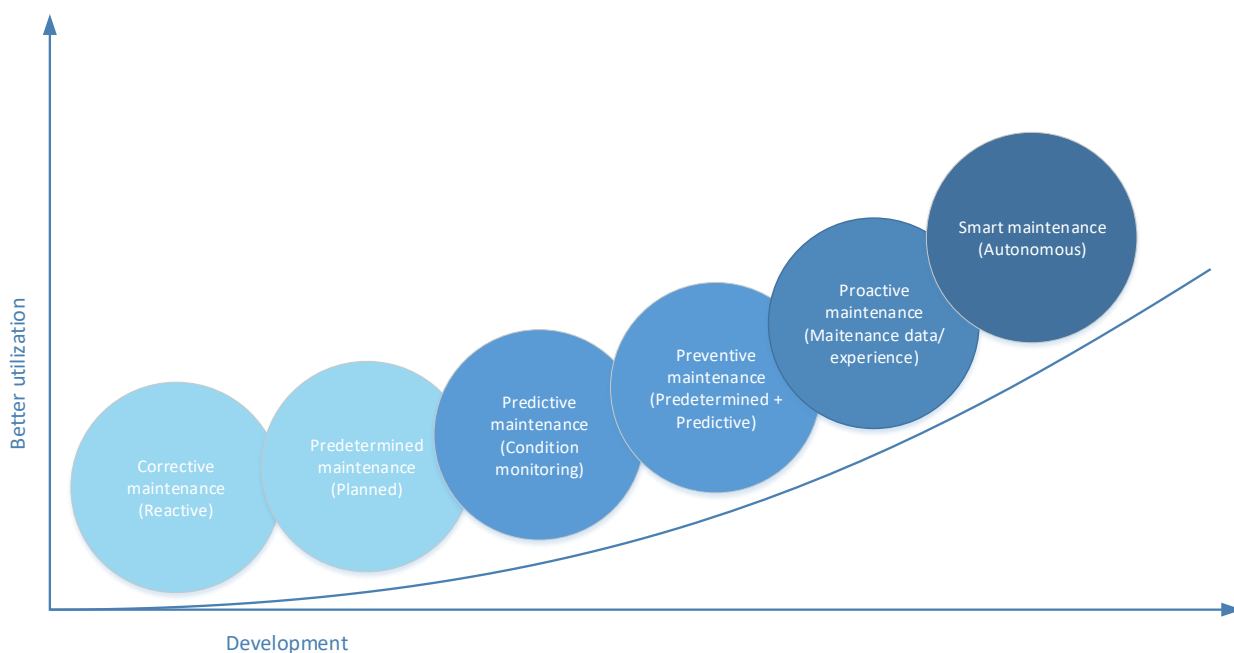 Better utilization
Corrective
maintenance
(Reactive)
Predetermined
maintenance
(Planned)
Predictive
maintenance
(Condition
monitoring)
Preventive
maintenance
(Predetermined +
Predictive)
Proactive
maintenance
(Maitenance data/
experience)
Smart maintenance
(Autonomous)
Development